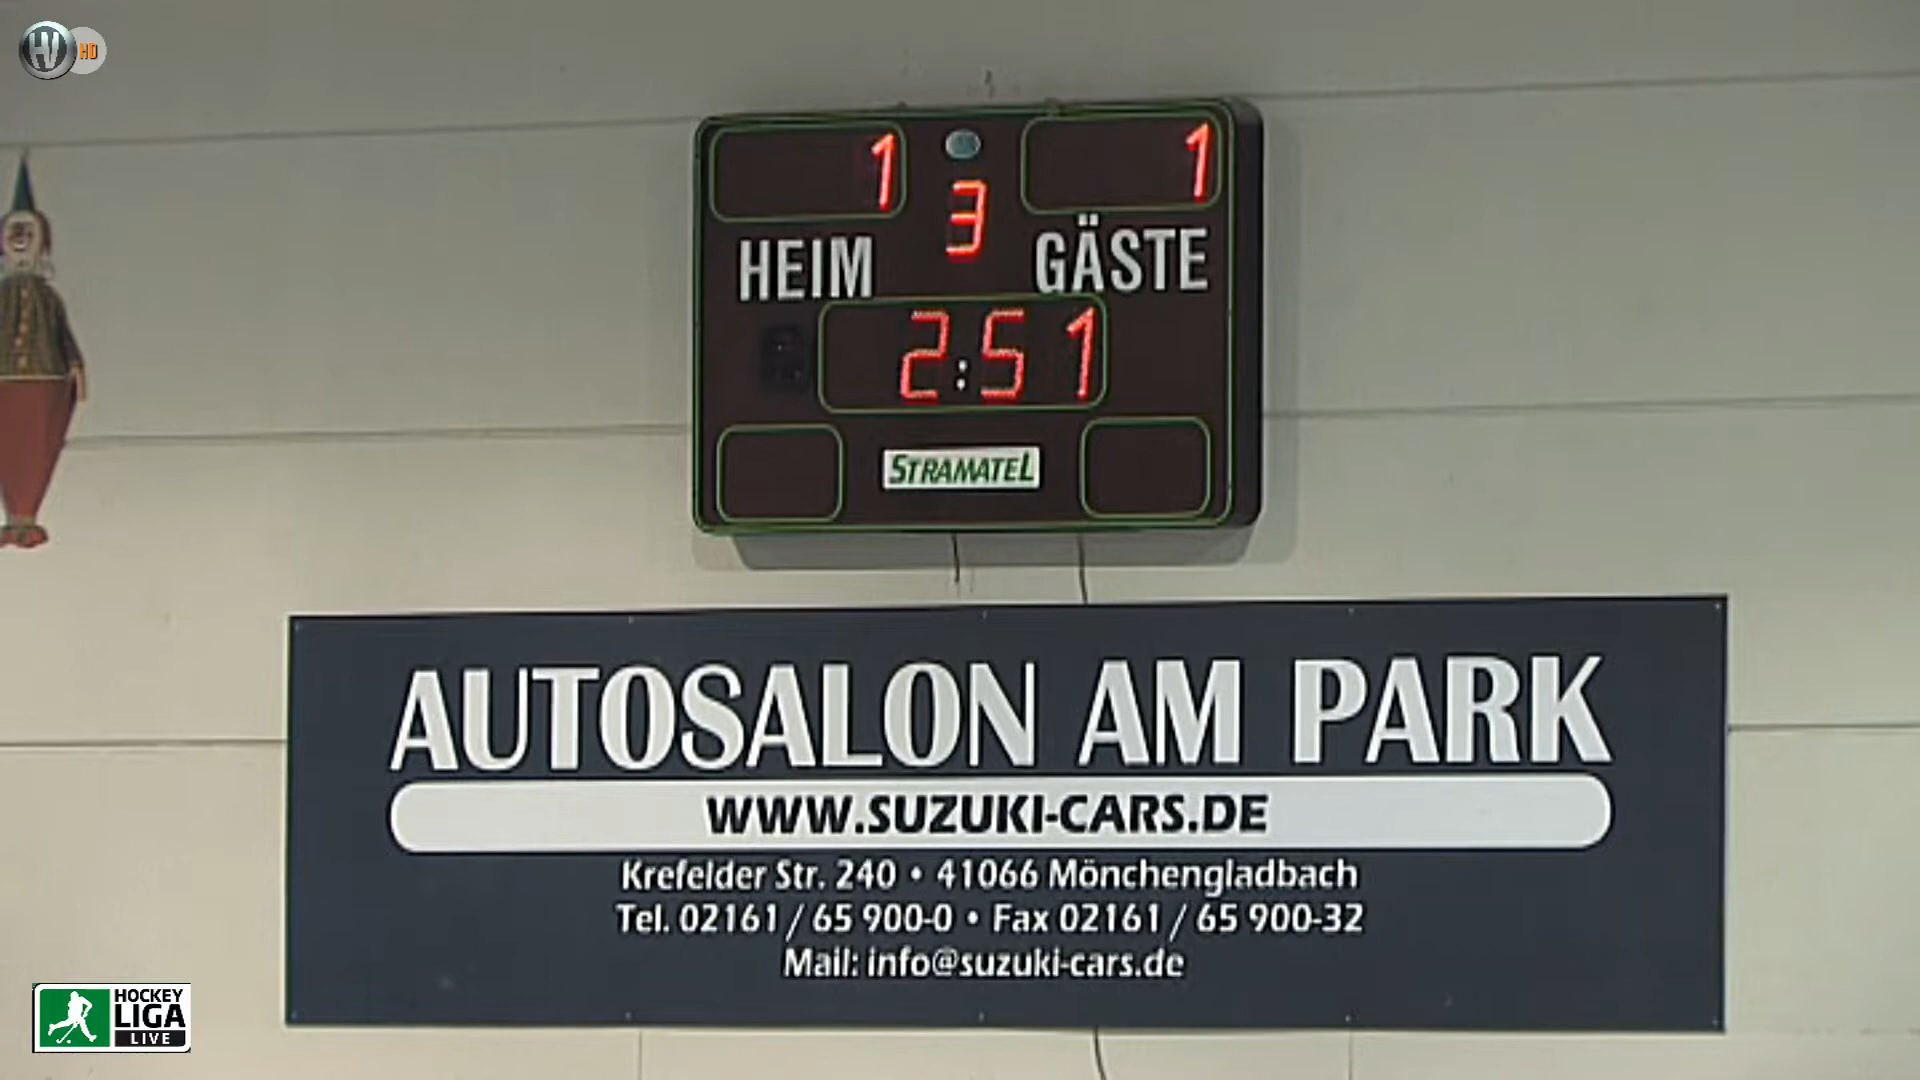 HV HD
1 1
3
HEIM GÄSTE
2:51
STRAMATEL
AUTOSALON AM PARK
WWW.SUZUKI-CARS.DE
Krefelder Str. 240 • 41066 Mönchengladbach
Tel. 02161 / 65 900-0 • Fax 02161 / 65 900-32
Mail: info@suzuki-cars.de
HOCKEY
LIGA
LIVE